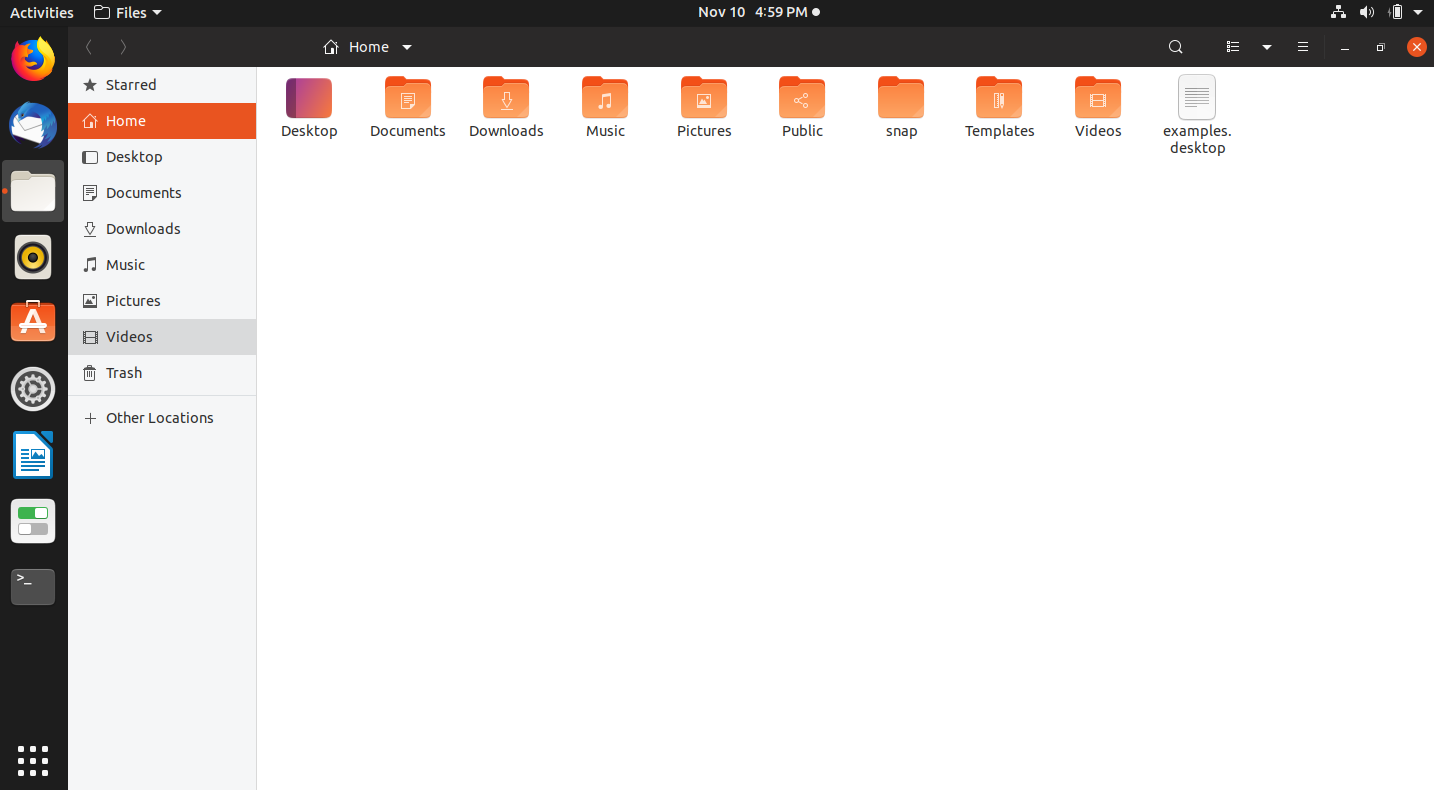 Activities Files Nov 10 4:59 PM
Home
Starred
Home
Desktop
Documents
Downloads
Music
Pictures
Videos
Trash
Other Locations
Desktop Documents Downloads Music Pictures Public snap Templates Videos examples.
desktop
>_